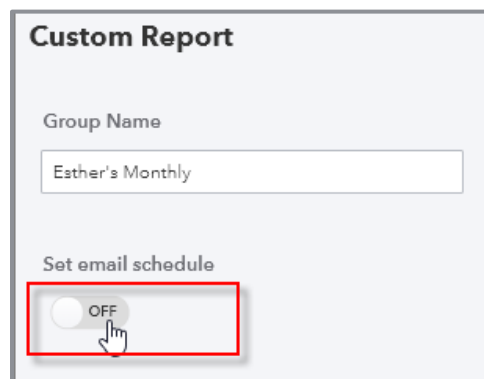 Custom Report
Group Name
Esther's Monthly
Set email schedule
OFF